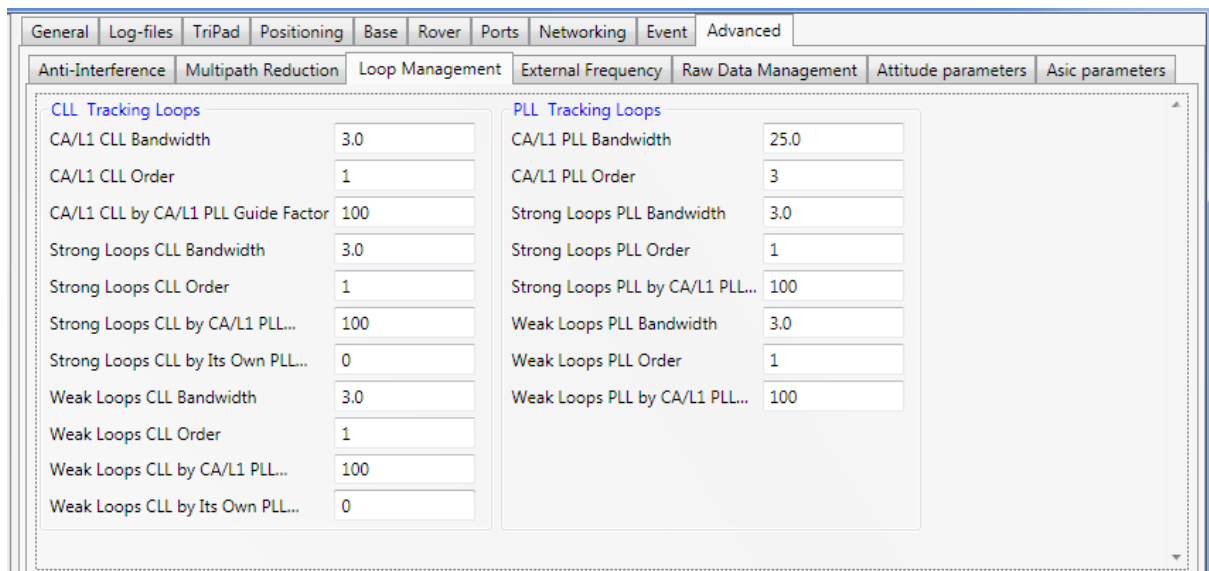 General Log-files TriPad Positioning Base Rover Ports Networking Event Advanced
Anti-Interference Multipath Reduction Loop Management External Frequency Raw Data Management Attitude parameters Asic parameters
CLL Tracking Loops
CA/L1 CLL Bandwidth 3.0
CA/L1 CLL Order 1
CA/L1 CLL by CA/L1 PLL Guide Factor 100
Strong Loops CLL Bandwidth 3.0
Strong Loops CLL Order 1
Strong Loops CLL by CA/L1 PLL... 100
Strong Loops CLL by Its Own PLL... 0
Weak Loops CLL Bandwidth 3.0
Weak Loops CLL Order 1
Weak Loops CLL by CA/L1 PLL... 100
Weak Loops CLL by Its Own PLL... 0
PLL Tracking Loops
CA/L1 PLL Bandwidth 25.0
CA/L1 PLL Order 3
Strong Loops PLL Bandwidth 3.0
Strong Loops PLL Order 1
Strong Loops PLL by CA/L1 PLL... 100
Weak Loops PLL Bandwidth 3.0
Weak Loops PLL Order 1
Weak Loops PLL by CA/L1 PLL... 100